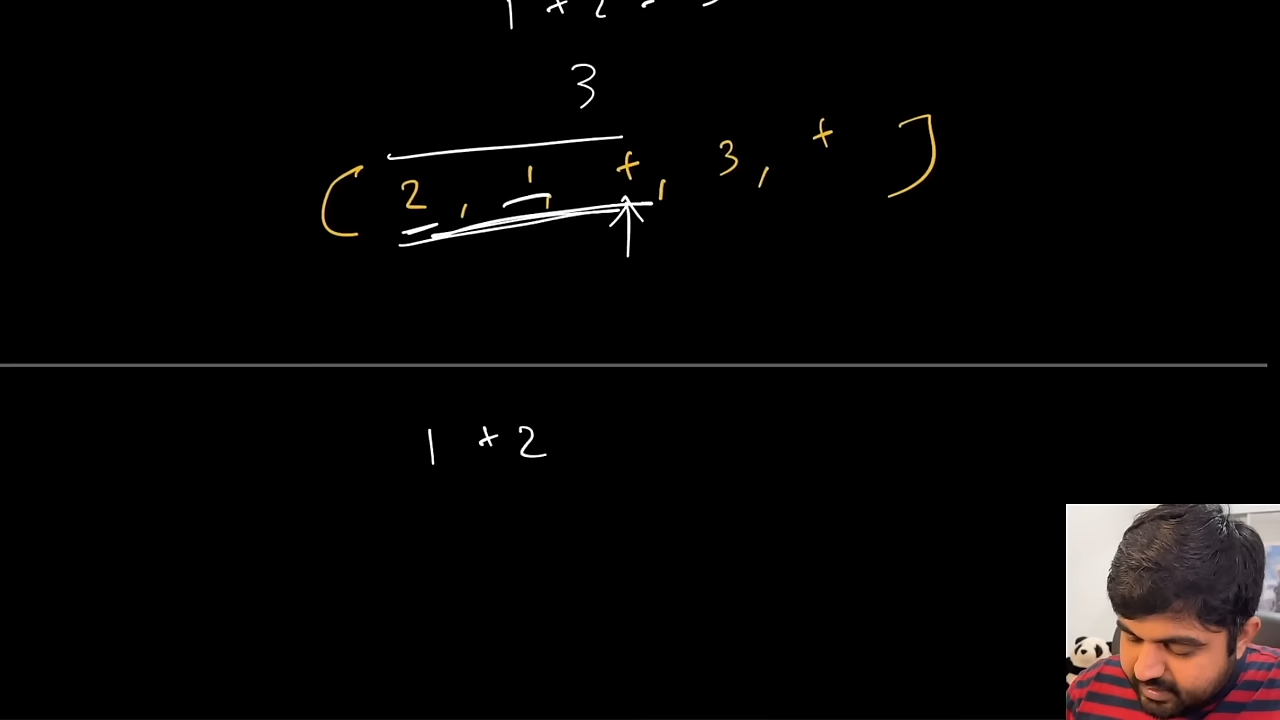 3
[ 2 , 1 , + , 3 , + ]
1 + 2